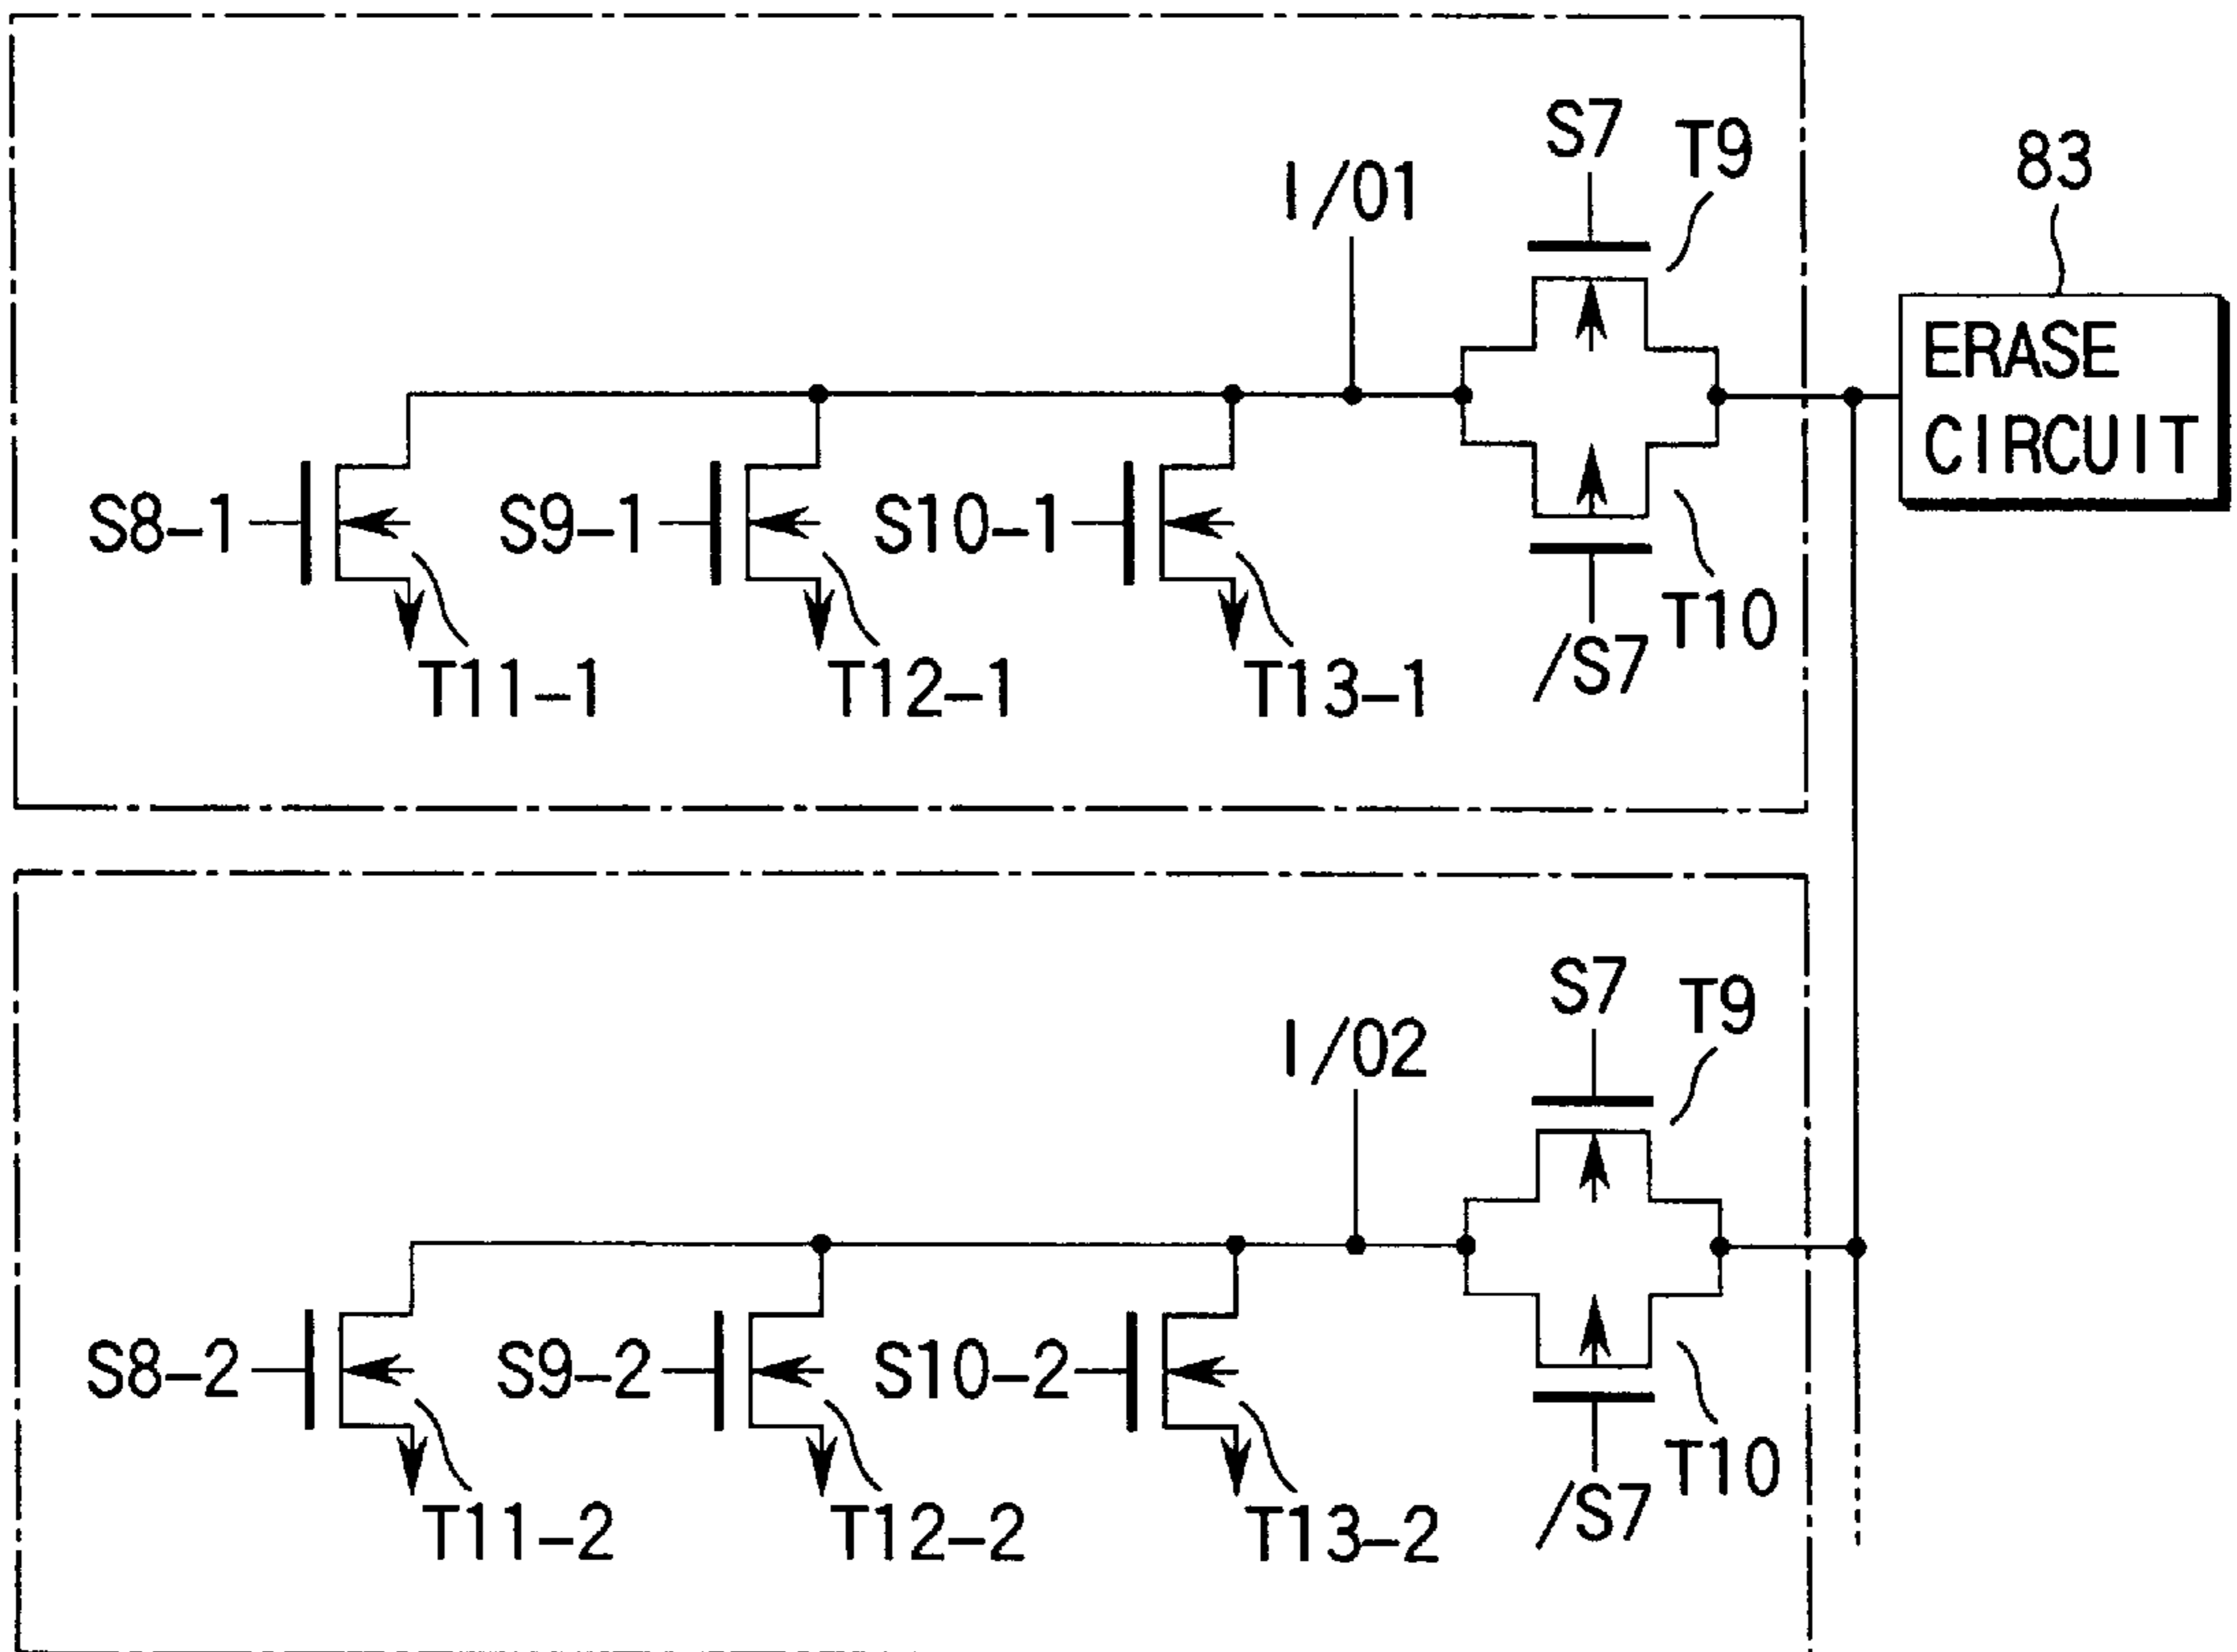 S7
T9
83
I/01
ERASE
CIRCUIT
S8-1
S9-1
S10-1
T10
/S7
T11-1
T12-1
T13-1
S7
T9
I/02
S8-2
S9-2
S10-2
T10
/S7
T11-2
T12-2
T13-2